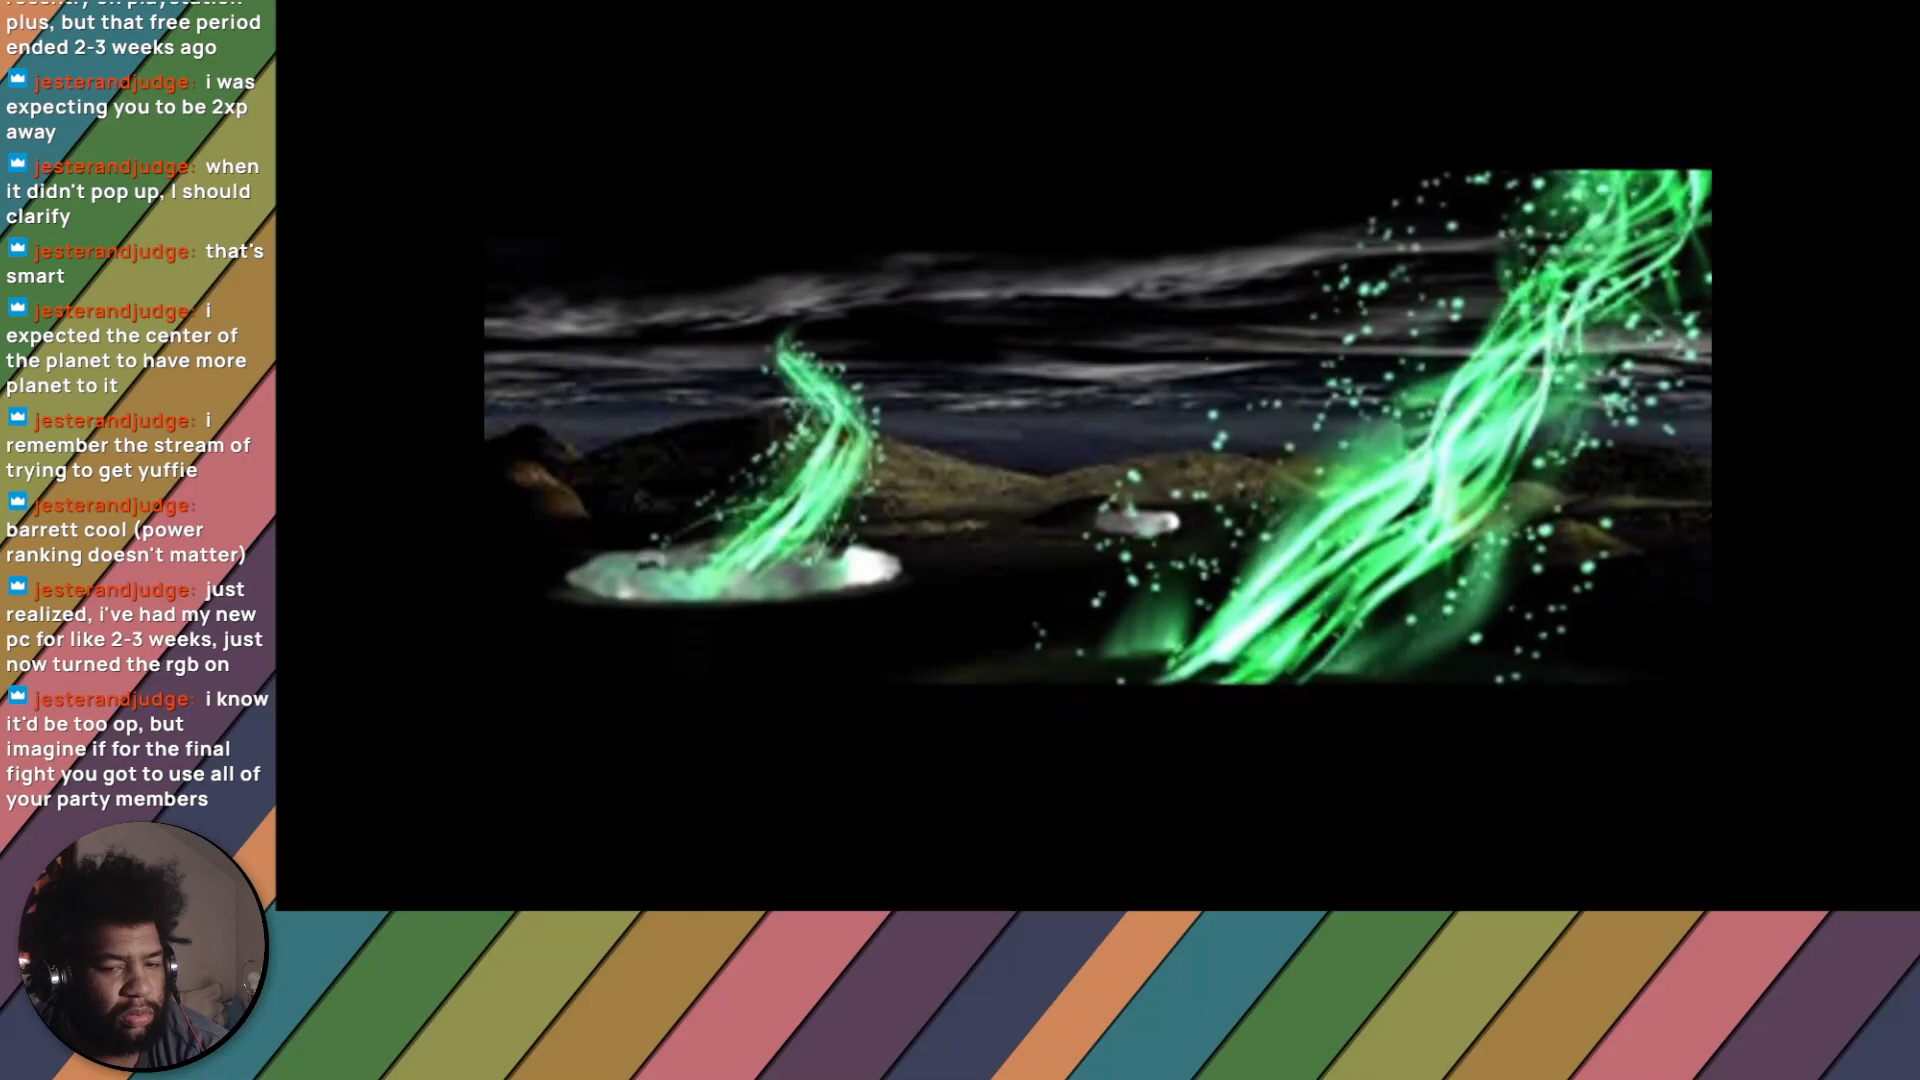 plus, but that free period
ended 2-3 weeks ago
jesterandjudge: i was
expecting you to be 2xp
away
jesterandjudge: when
it didn't pop up, I should
clarify
jesterandjudge: that's
smart
jesterandjudge: i
expected the center of
the planet to have more
planet to it
jesterandjudge: i
remember the stream of
trying to get yuffie
jesterandjudge:
barrett cool (power
ranking doesn't matter)
jesterandjudge: just
realized, i've had my new
pc for like 2-3 weeks, just
now turned the rgb on
jesterandjudge: i know
it'd be too op, but
imagine if for the final
fight you got to use all of
your party members